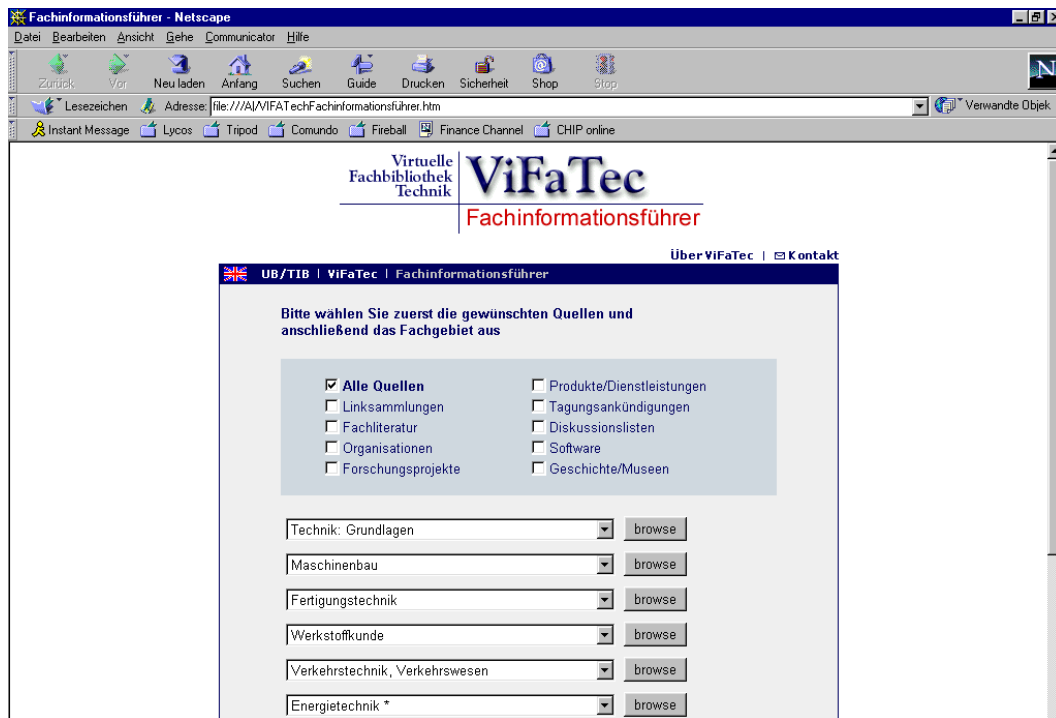 Fachinformationsführer - Netscape
Datei Bearbeiten Ansicht Gehe Communicator Hilfe
Zurück Vor Neu laden Anfang Suchen Guide Drucken Sicherheit Shop Stop
N
Lesezeichen Adresse: file:///A|/VIFATechFachinformationsführer.htm Verwandte Objek
Instant Message Lycos Tripod Comundo Fireball Finance Channel CHIP online
Virtuelle
Fachbibliothek
Technik
ViFaTec
Fachinformationsführer
Über ViFaTec | Kontakt
UB/TIB | ViFaTec | Fachinformationsführer
Bitte wählen Sie zuerst die gewünschten Quellen und
anschließend das Fachgebiet aus
Alle Quellen Produkte/Dienstleistungen
Linksammlungen Tagungsankündigungen
Fachliteratur Diskussionslisten
Organisationen Software
Forschungsprojekte Geschichte/Museen
Technik: Grundlagen browse
Maschinenbau browse
Fertigungstechnik browse
Werkstoffkunde browse
Verkehrstechnik, Verkehrswesen browse
Energietechnik * browse